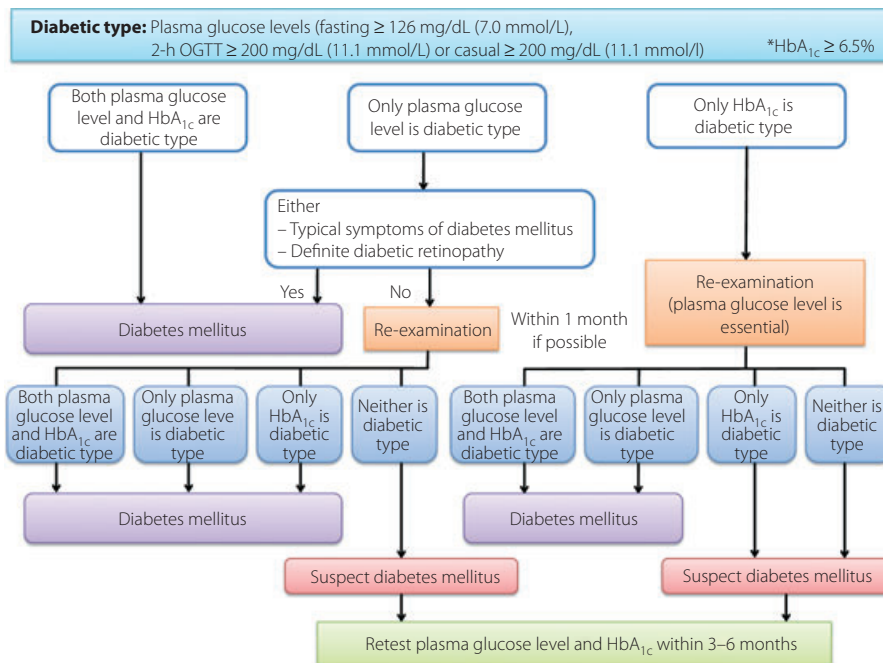 Diabetic type: Plasma glucose levels (fasting ≥ 126 mg/dL (7.0 mmol/L),
2-h OGTT ≥ 200 mg/dL (11.1 mmol/L) or casual ≥ 200 mg/dL (11.1 mmol/l)
*HbA1c ≥ 6.5%
Both plasma glucose
level and HbA1c are
diabetic type
Only plasma glucose
level is diabetic type
Only HbA1c is
diabetic type
Either
– Typical symptoms of diabetes mellitus
– Definite diabetic retinopathy
Yes
No
Diabetes mellitus
Re-examination
Within 1 month
if possible
Re-examination
(plasma glucose level is
essential)
Both plasma
glucose level
and HbA1c are
diabetic type
Only plasma
glucose leve
is diabetic type
Only
HbA1c is
diabetic
type
Neither is
diabetic
type
Both plasma
glucose level
and HbA1c are
diabetic type
Only plasma
glucose level
is diabetic type
Only
HbA1c is
diabetic
type
Neither is
diabetic
type
Diabetes mellitus
Diabetes mellitus
Suspect diabetes mellitus
Suspect diabetes mellitus
Retest plasma glucose level and HbA1c within 3–6 months